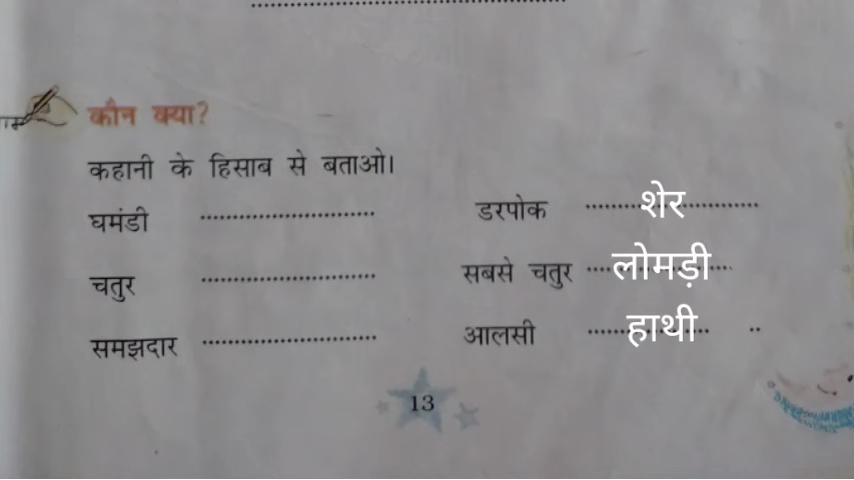 कौन क्या?
कहानी के हिसाब से बताओ।
घमंडी .............................. डरपोक ........ शेर ............
चतुर .............................. सबसे चतुर .... लोमड़ी ....
समझदार .............................. आलसी ...... हाथी .. ..
13